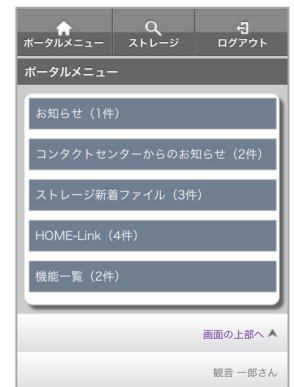 ポータルメニュー ストレージ ログアウト
ポータルメニュー
お知らせ（1件）
コンタクトセンターからのお知らせ（2件）
ストレージ新着ファイル（3件）
HOME-Link（4件）
機能一覧（2件）
画面の上部へ
観音 一郎さん